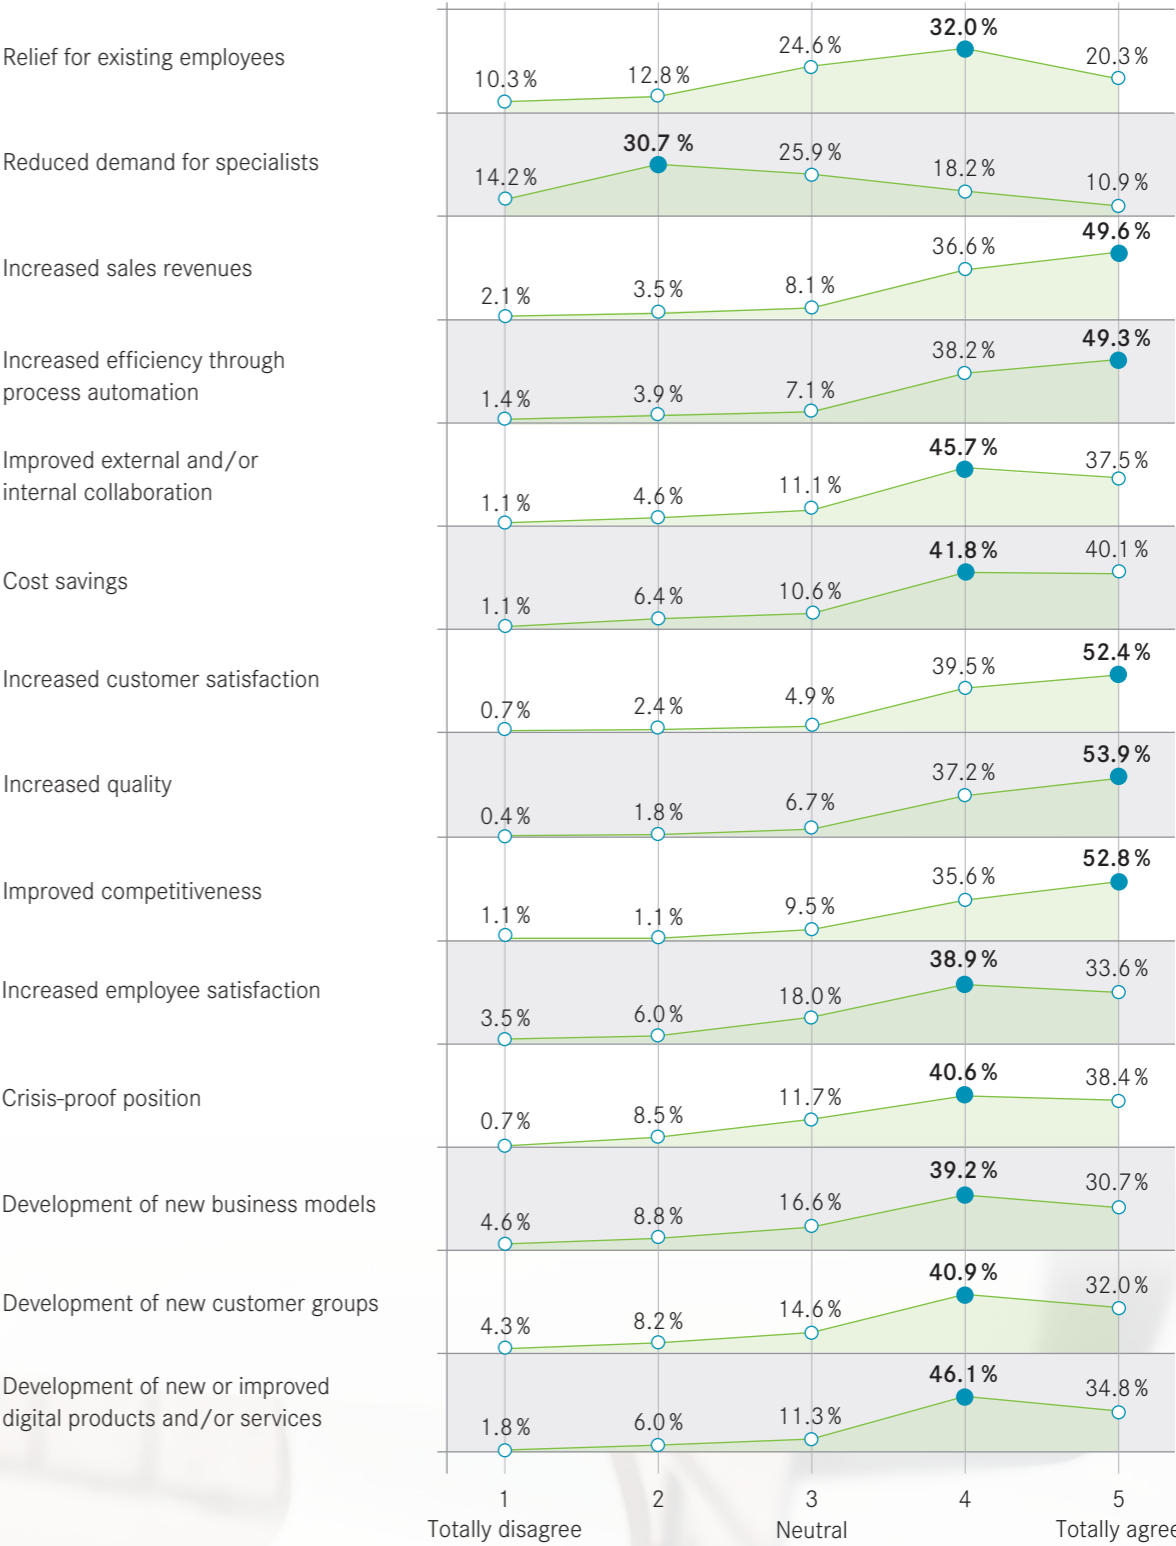 Relief for existing employees
10.3 % 12.8 % 24.6 % 32.0 % 20.3 %
Reduced demand for specialists
14.2 % 30.7 % 25.9 % 18.2 % 10.9 %
Increased sales revenues
2.1 % 3.5 % 8.1 % 36.6 % 49.6 %
Increased efficiency through
process automation
1.4 % 3.9 % 7.1 % 38.2 % 49.3 %
Improved external and/or
internal collaboration
1.1 % 4.6 % 11.1 % 45.7 % 37.5 %
Cost savings
1.1 % 6.4 % 10.6 % 41.8 % 40.1 %
Increased customer satisfaction
0.7 % 2.4 % 4.9 % 39.5 % 52.4 %
Increased quality
0.4 % 1.8 % 6.7 % 37.2 % 53.9 %
Improved competitiveness
1.1 % 1.1 % 9.5 % 35.6 % 52.8 %
Increased employee satisfaction
3.5 % 6.0 % 18.0 % 38.9 % 33.6 %
Crisis-proof position
0.7 % 8.5 % 11.7 % 40.6 % 38.4 %
Development of new business models
4.6 % 8.8 % 16.6 % 39.2 % 30.7 %
Development of new customer groups
4.3 % 8.2 % 14.6 % 40.9 % 32.0 %
Development of new or improved
digital products and/or services
1.8 % 6.0 % 11.3 % 46.1 % 34.8 %
1 2 3 4 5
Totally disagree Neutral Totally agree